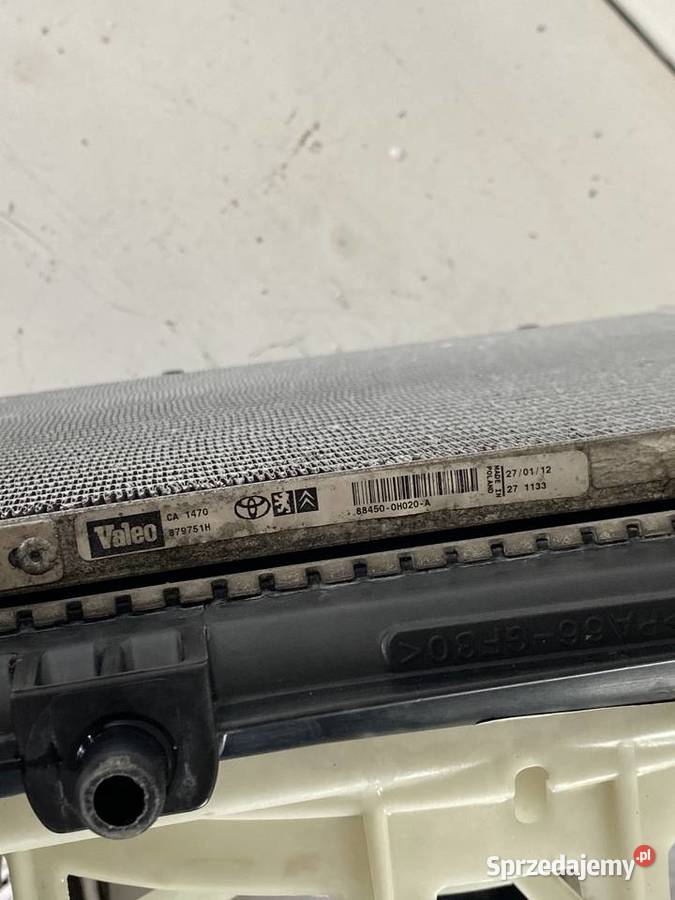 Valeo
CA 1470
879751H
88450-0H020-A
MADE IN
POLAND
27/01/12
27 1133
>PA66-GF30<
Sprzedajemy.pl